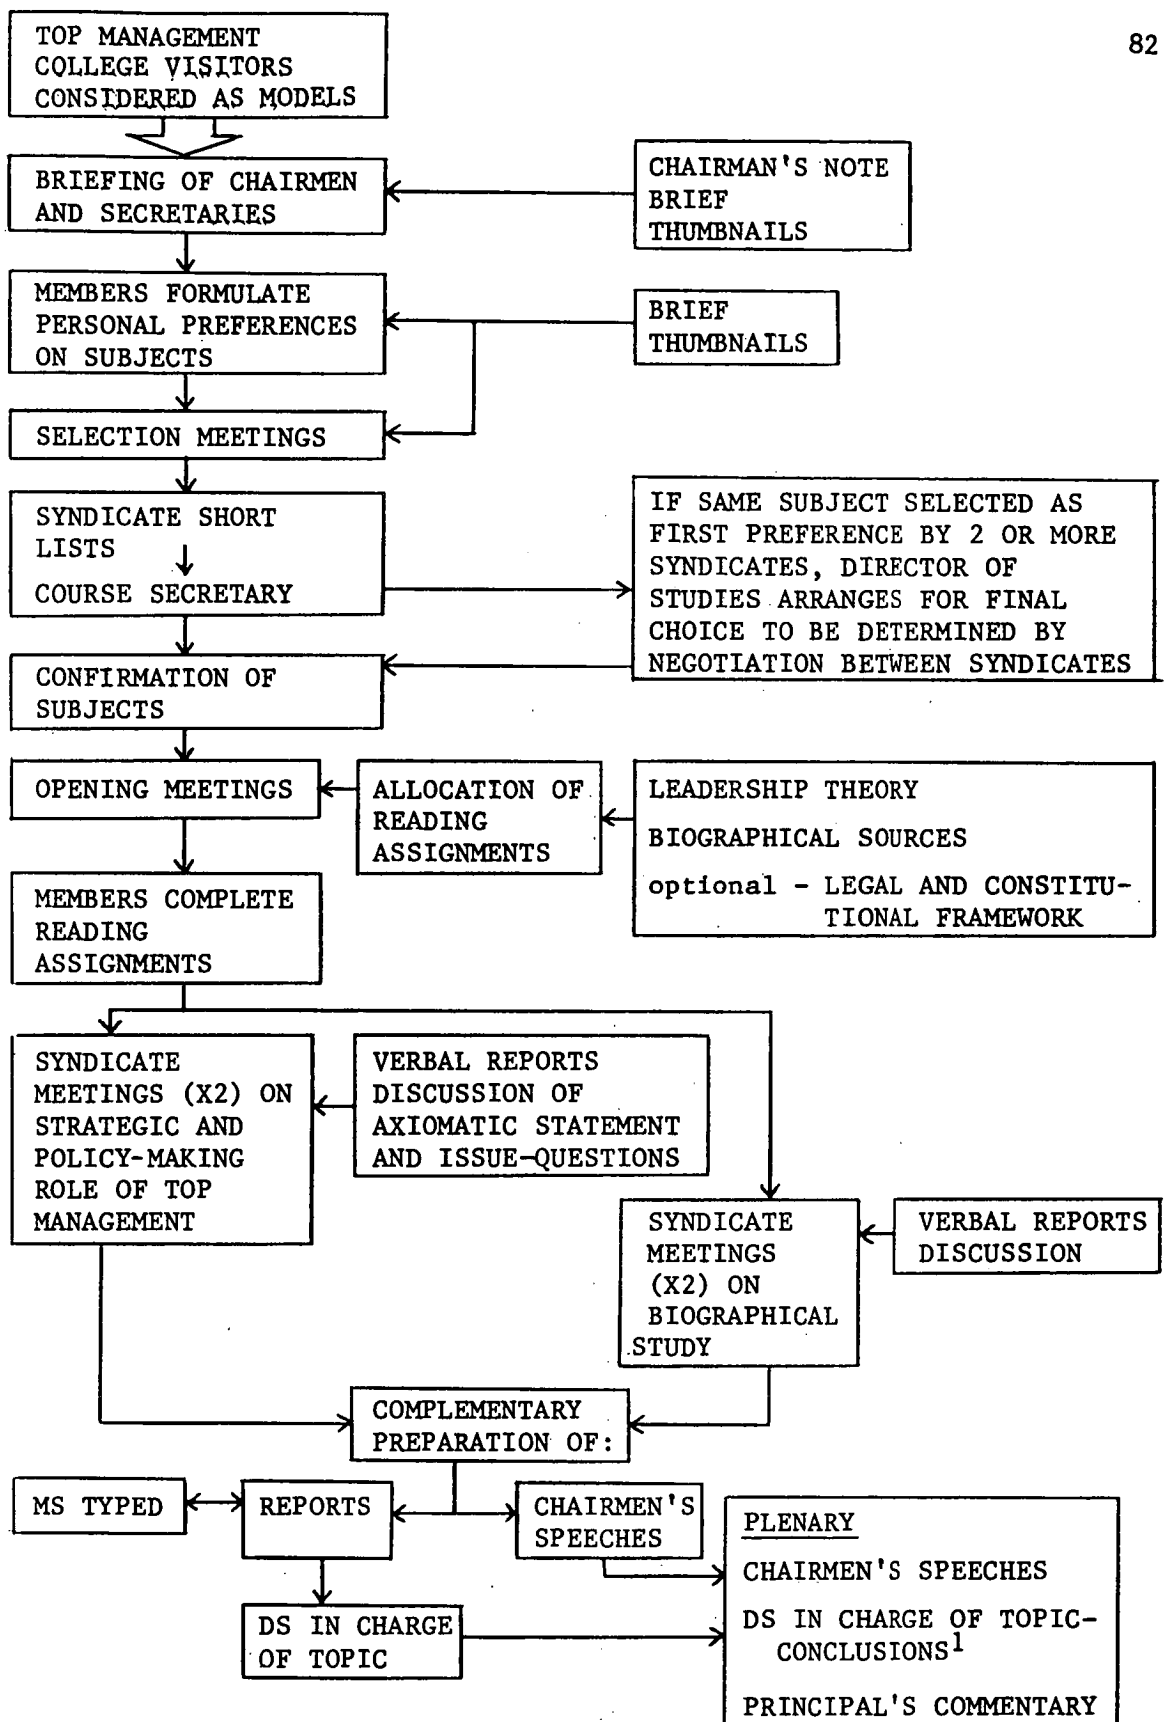 82
TOP MANAGEMENT
COLLEGE VISITORS
CONSIDERED AS MODELS
BRIEFING OF CHAIRMEN
AND SECRETARIES
CHAIRMAN'S NOTE
BRIEF
THUMBNAILS
MEMBERS FORMULATE
PERSONAL PREFERENCES
ON SUBJECTS
BRIEF
THUMBNAILS
SELECTION MEETINGS
SYNDICATE SHORT
LISTS
COURSE SECRETARY
IF SAME SUBJECT SELECTED AS
FIRST PREFERENCE BY 2 OR MORE
SYNDICATES, DIRECTOR OF
STUDIES ARRANGES FOR FINAL
CHOICE TO BE DETERMINED BY
NEGOTIATION BETWEEN SYNDICATES
CONFIRMATION OF
SUBJECTS
OPENING MEETINGS
ALLOCATION OF
READING
ASSIGNMENTS
LEADERSHIP THEORY
BIOGRAPHICAL SOURCES
optional - LEGAL AND CONSTITU-
TIONAL FRAMEWORK
MEMBERS COMPLETE
READING
ASSIGNMENTS
SYNDICATE
MEETINGS (X2) ON
STRATEGIC AND
POLICY-MAKING
ROLE OF TOP
MANAGEMENT
VERBAL REPORTS
DISCUSSION OF
AXIOMATIC STATEMENT
AND ISSUE-QUESTIONS
SYNDICATE
MEETINGS
(X2) ON
BIOGRAPHICAL
STUDY
VERBAL REPORTS
DISCUSSION
COMPLEMENTARY
PREPARATION OF:
MS TYPED
REPORTS
CHAIRMEN'S
SPEECHES
DS IN CHARGE
OF TOPIC
PLENARY
CHAIRMEN'S SPEECHES
DS IN CHARGE OF TOPIC-
CONCLUSIONS1
PRINCIPAL'S COMMENTARY